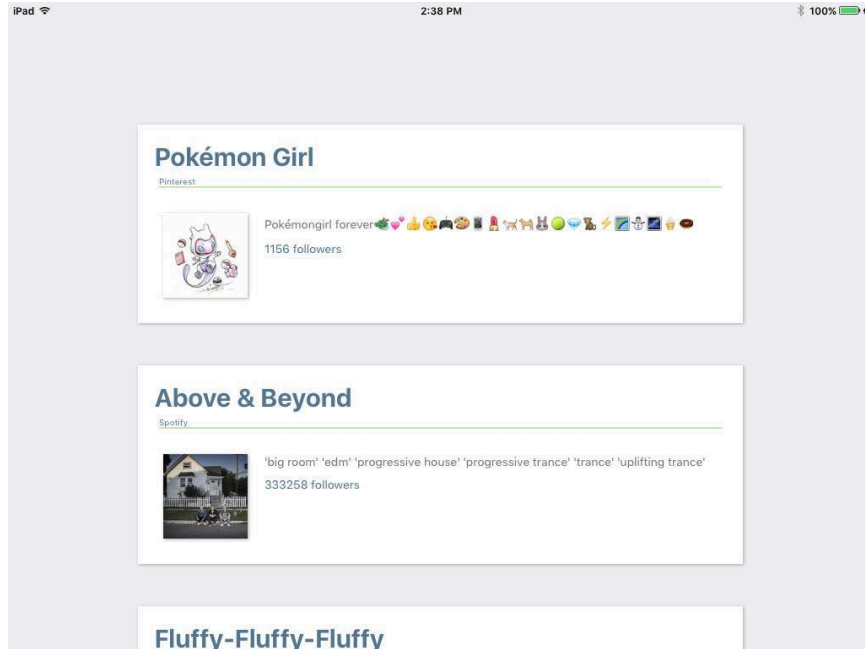 iPad
2:38 PM
100%
Pokémon Girl
Pinterest
Pokémongirl forever🐲💕👍😘🎮🎨📱💄🐆🐈🐰🎾💎🐒⚡🌠⛄🌌🍦🍩
1156 followers
Above & Beyond
Spotify
'big room' 'edm' 'progressive house' 'progressive trance' 'trance' 'uplifting trance'
333258 followers
Fluffy-Fluffy-Fluffy